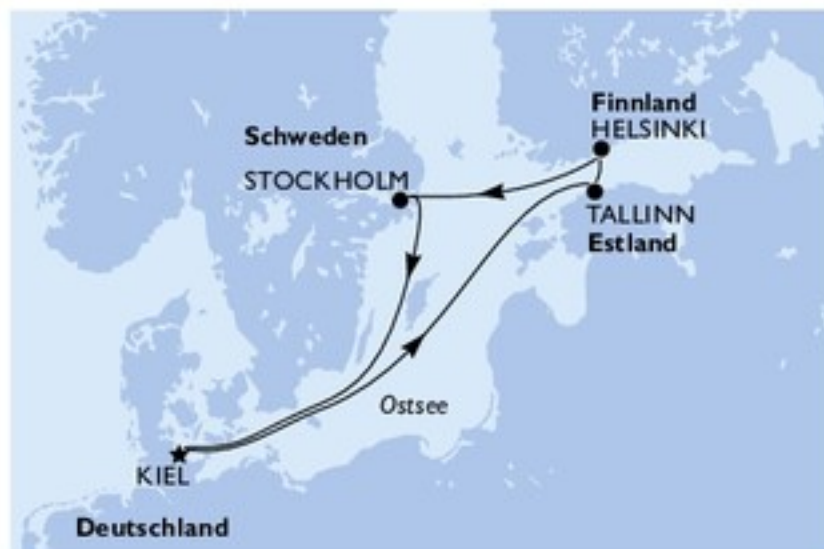 Finnland
HELSINKI
Schweden
STOCKHOLM
TALLINN
Estland
Ostsee
KIEL
Deutschland